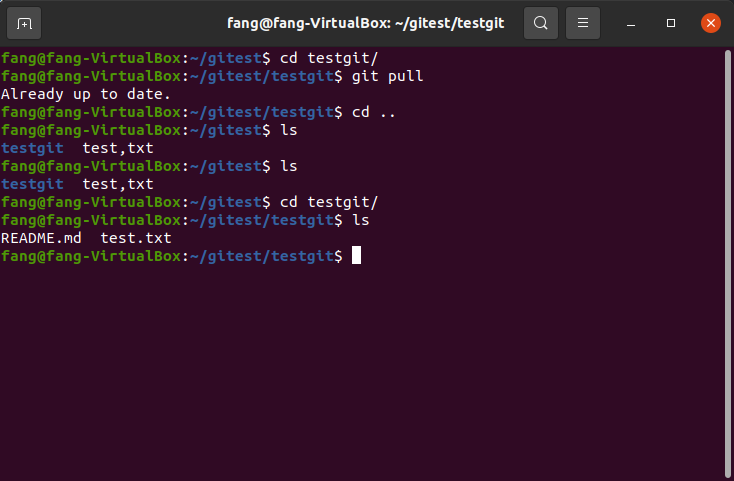 fang@fang-VirtualBox: ~/gitest/testgit
fang@fang-VirtualBox:~/gitest$ cd testgit/
fang@fang-VirtualBox:~/gitest/testgit$ git pull
Already up to date.
fang@fang-VirtualBox:~/gitest/testgit$ cd ..
fang@fang-VirtualBox:~/gitest$ ls
testgit  test,txt
fang@fang-VirtualBox:~/gitest$ ls
testgit  test,txt
fang@fang-VirtualBox:~/gitest$ cd testgit/
fang@fang-VirtualBox:~/gitest/testgit$ ls
README.md  test.txt
fang@fang-VirtualBox:~/gitest/testgit$